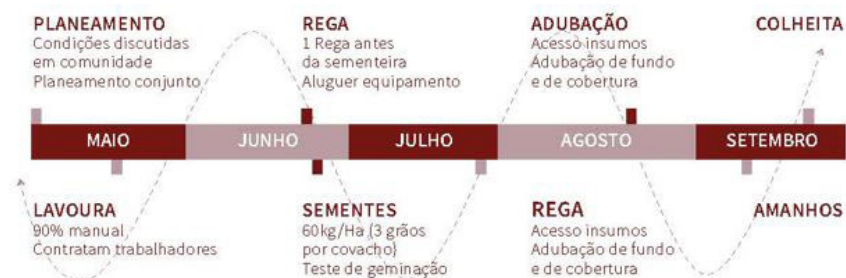 PLANEAMENTO
Condições discutidas
em comunidade
Planeamento conjunto
REGA
1 Rega antes
da sementeira
Aluguer equipamento
ADUBAÇÃO
Acesso insumos
Adubação de fundo
e de cobertura
COLHEITA
MAIO
JUNHO
JULHO
AGOSTO
SETEMBRO
LAVOURA
90% manual
Contratam trabalhadores
SEMENTES
60kg/Ha (3 grãos
por covacho)
Teste de geminação
REGA
Acesso insumos
Adubação de fundo
e de cobertura
AMANHOS